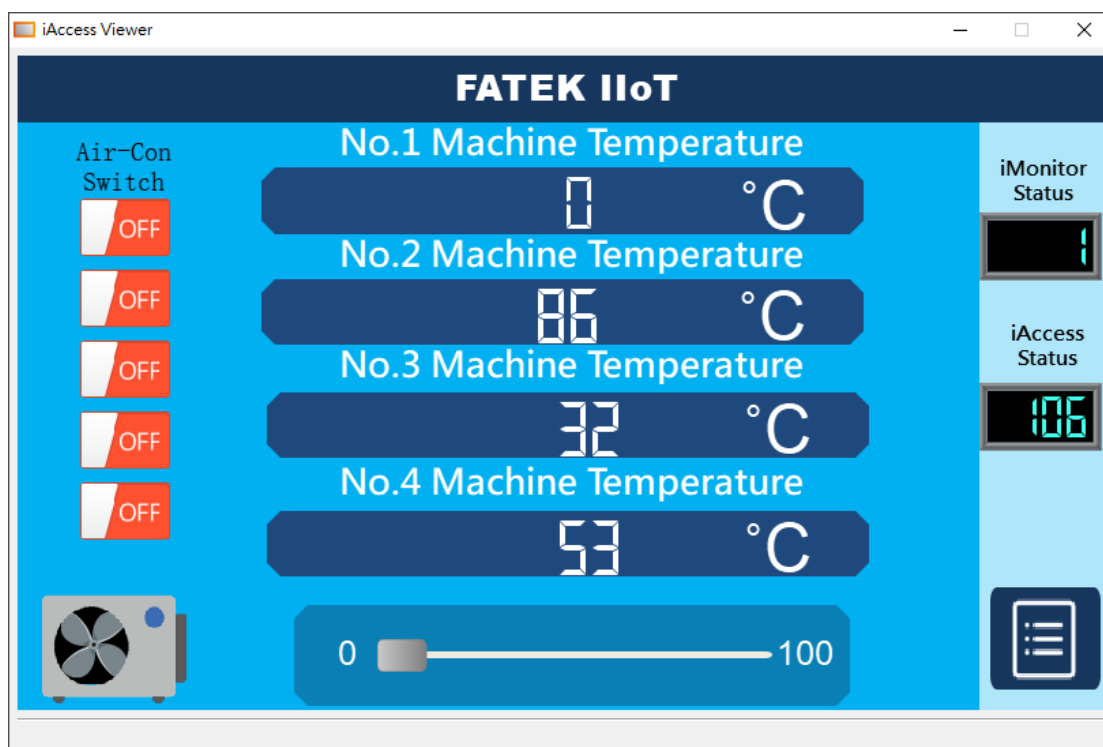 iAccess Viewer
FATEK IIoT
Air-Con
Switch
OFF
OFF
OFF
OFF
OFF
No.1 Machine Temperature
0 °C
No.2 Machine Temperature
86 °C
No.3 Machine Temperature
32 °C
No.4 Machine Temperature
53 °C
0 100
iMonitor
Status
1
iAccess
Status
106